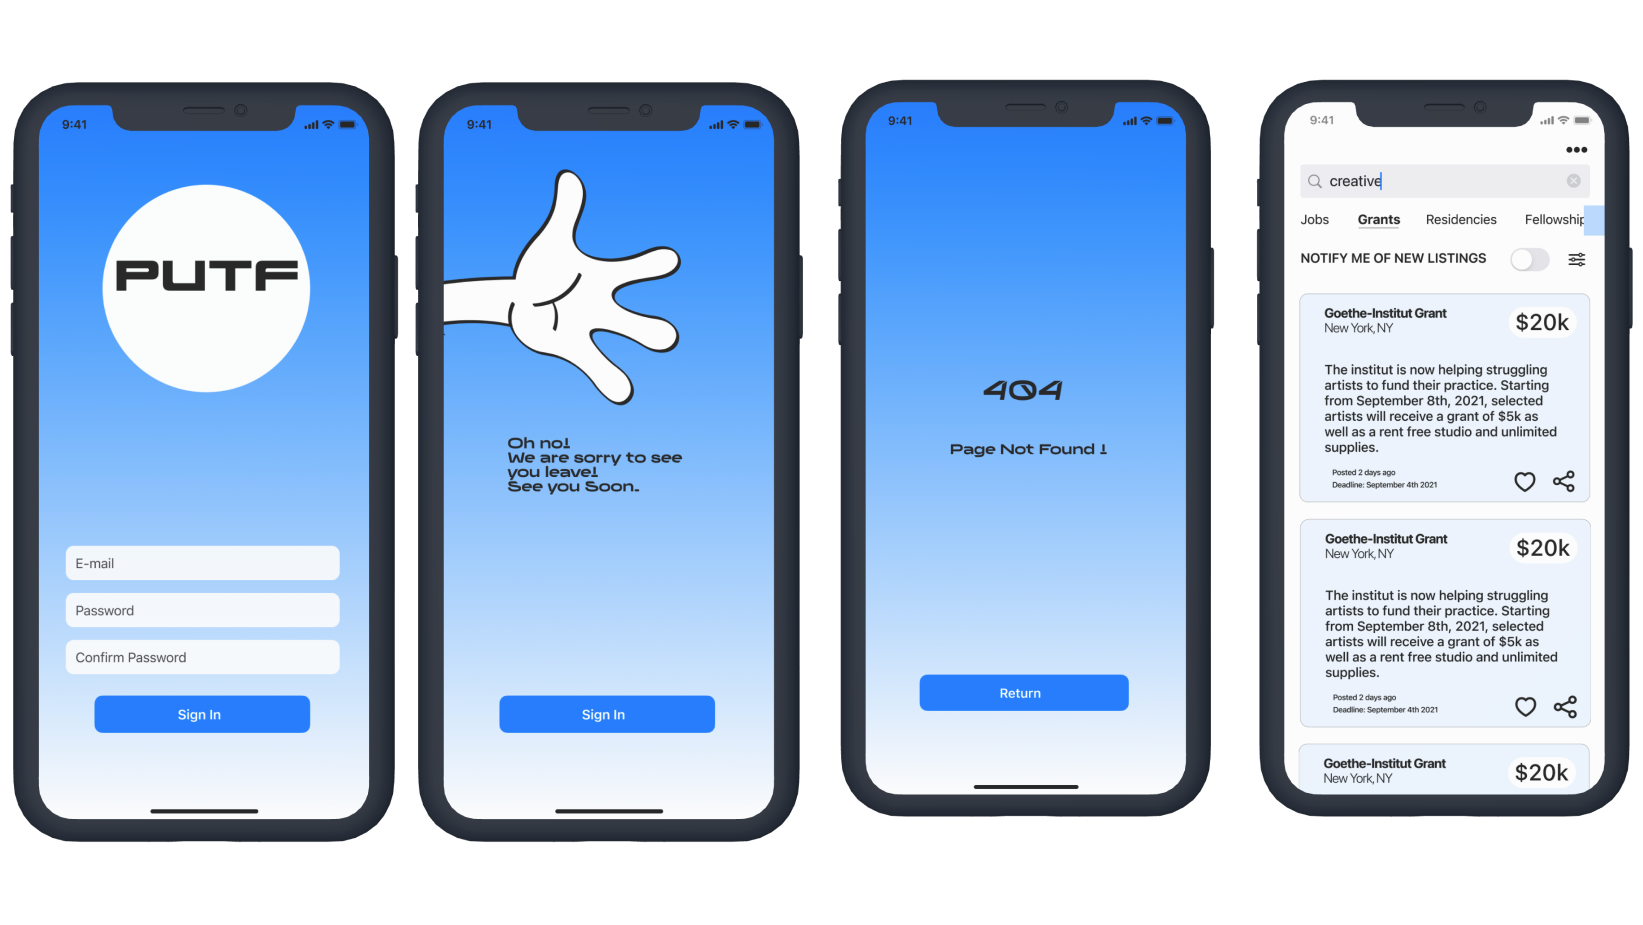 9:41
PUTF
E-mail
Password
Confirm Password
Sign In
9:41
Oh no!
We are sorry to see
you leave!
See you Soon.
Sign In
9:41
404
Page Not Found !
Return
9:41
creative
Jobs Grants Residencies Fellowship
NOTIFY ME OF NEW LISTINGS
Goethe-Institut Grant
New York, NY
$20k
The institut is now helping struggling
artists to fund their practice. Starting
from September 8th, 2021, selected
artists will receive a grant of $5k as
well as a rent free studio and unlimited
supplies.
Posted 2 days ago
Deadline: September 4th 2021
Goethe-Institut Grant
New York, NY
$20k
The institut is now helping struggling
artists to fund their practice. Starting
from September 8th, 2021, selected
artists will receive a grant of $5k as
well as a rent free studio and unlimited
supplies.
Posted 2 days ago
Deadline: September 4th 2021
Goethe-Institut Grant
New York, NY
$20k